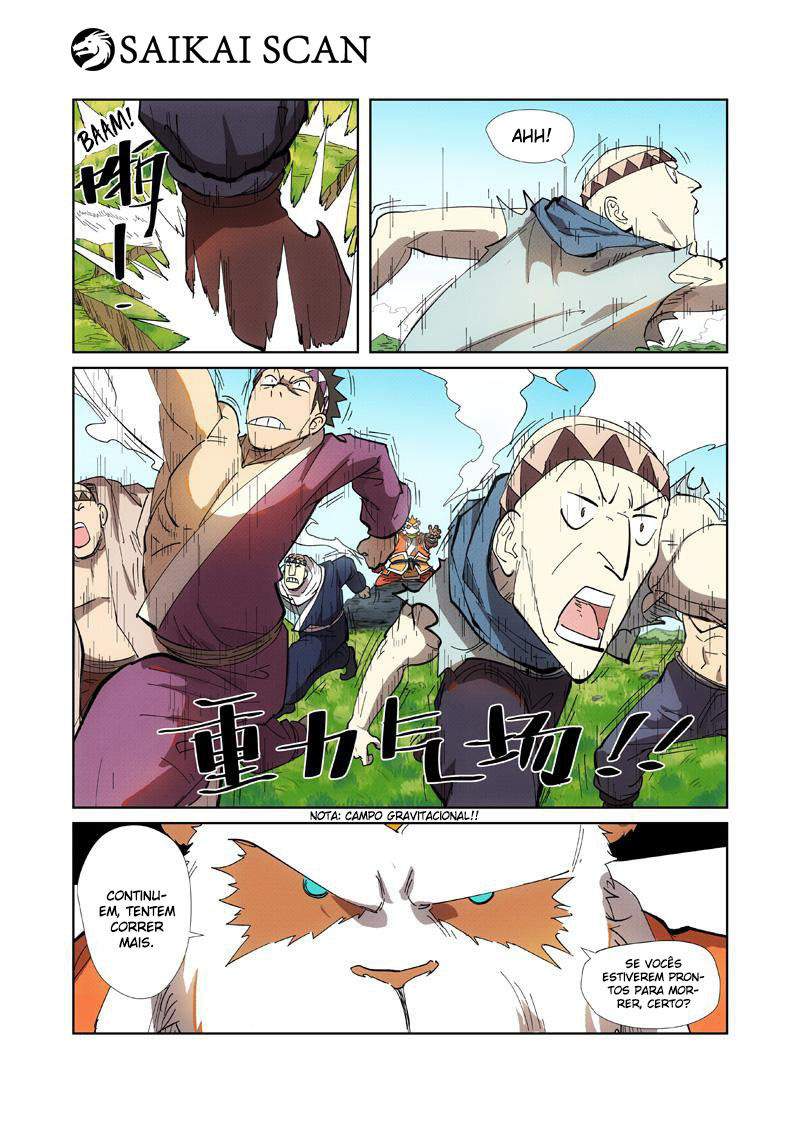 SAIKAI SCAN
BAAM!
AHH!
重力气场!!
NOTA: CAMPO GRAVITACIONAL!!
CONTINU-
EM, TENTEM
CORRER
MAIS.
SE VOCÊS
ESTIVEREM PRON-
TOS PARA MOR-
RER, CERTO?